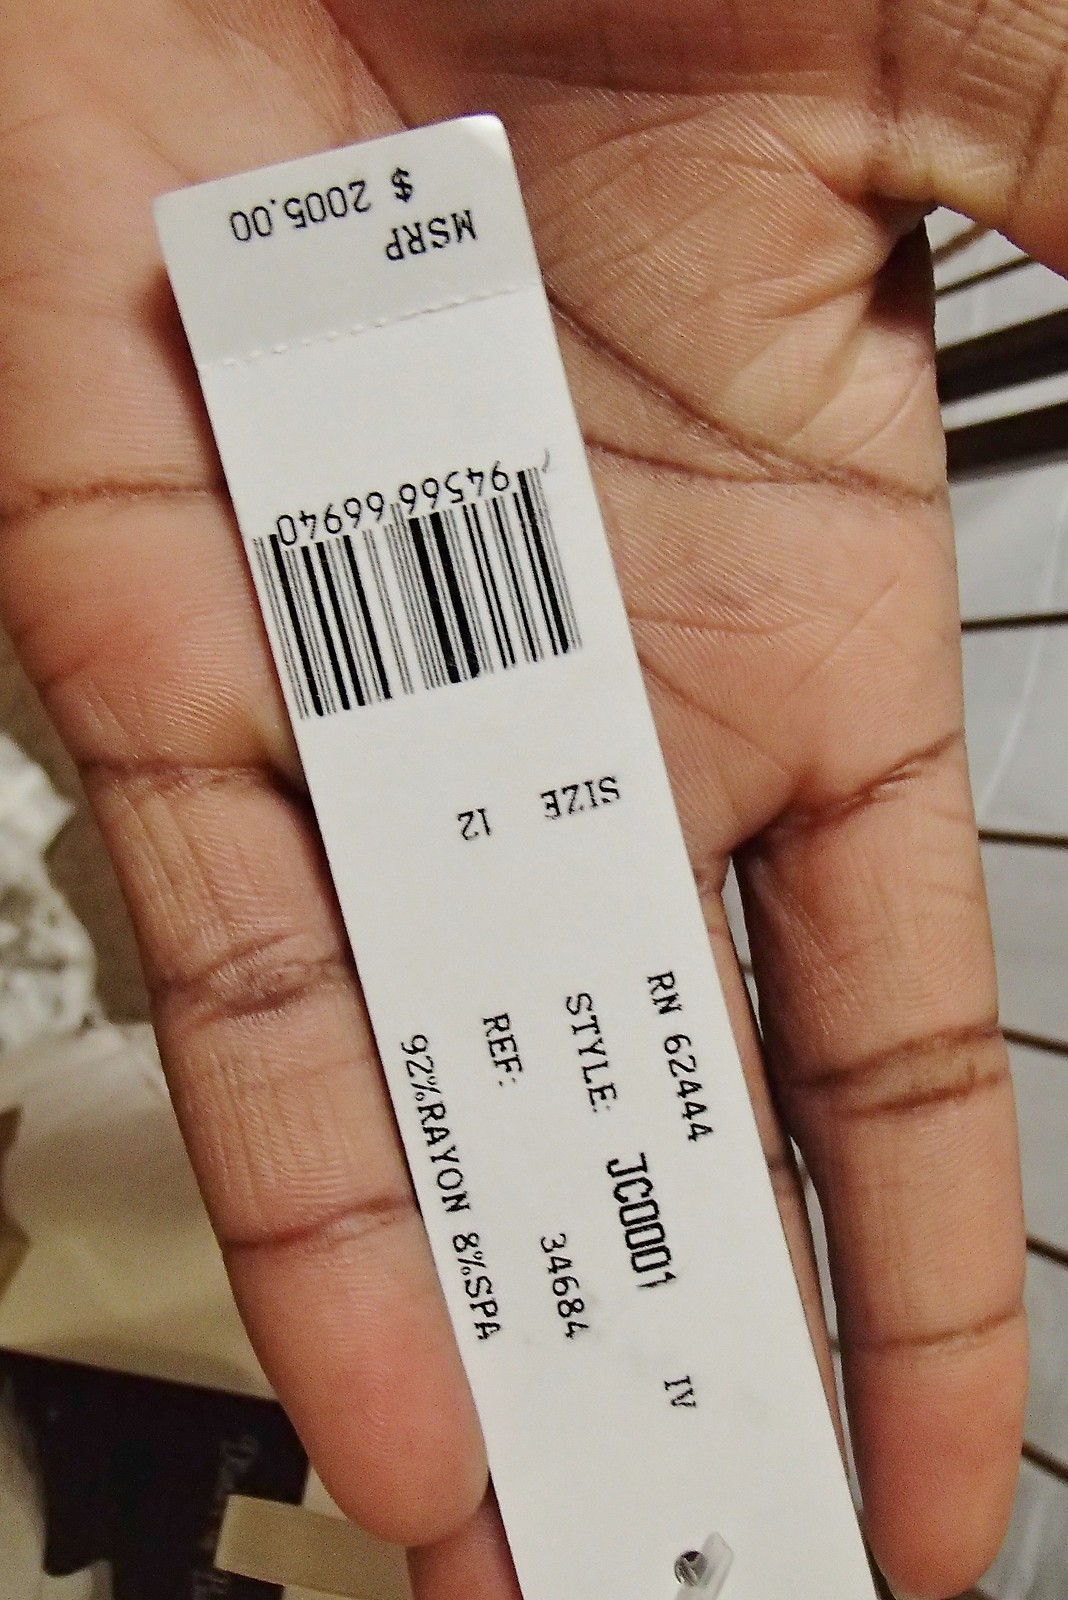 MSRP
$ 2005.00
94566 66940
SIZE 12
RN 62444
STYLE: JC0001 IV
REF: 34684
92%RAYON 8%SPA